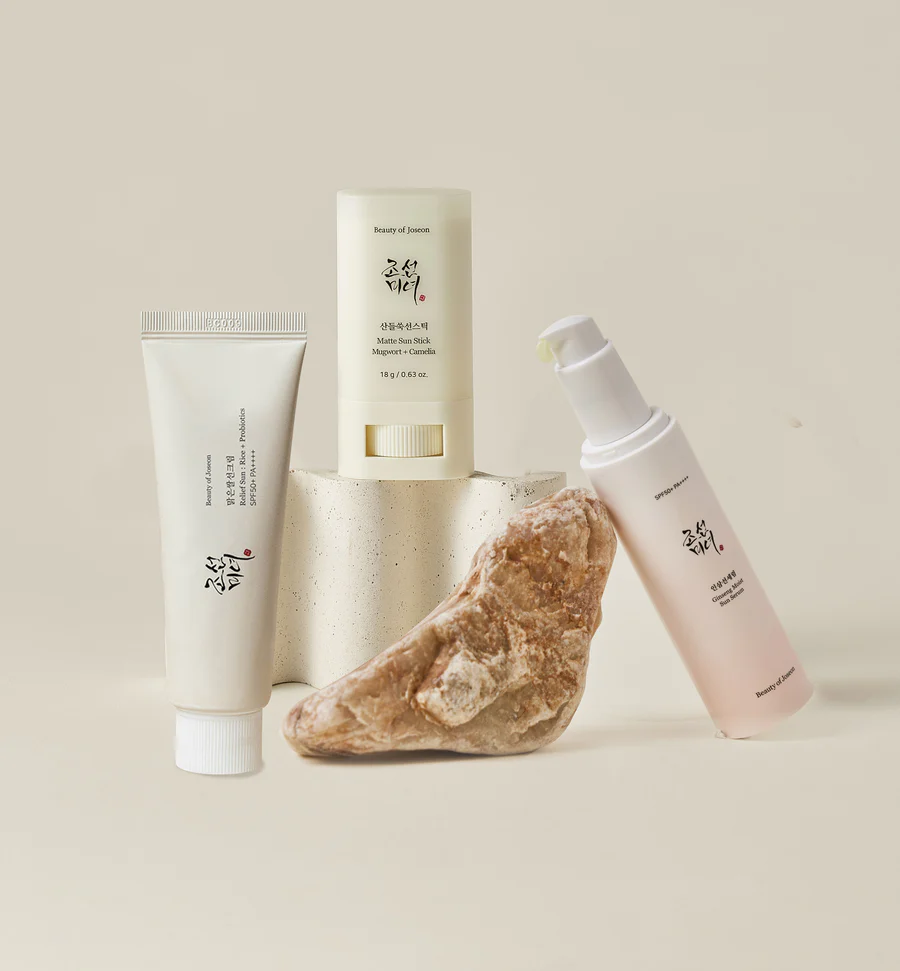 Beauty of Joseon
조선
미녀
산들쑥선스틱
Matte Sun Stick
Mugwort + Camelia
18 g / 0.63 oz.
Beauty of Joseon
맑은쌀선크림
Relief Sun : Rice + Probiotics
SPF50+ PA++++
조선
미녀
SPF50+ PA++++
조선
미녀
인삼선세럼
Ginseng Moist
Sun Serum
Beauty of Joseon